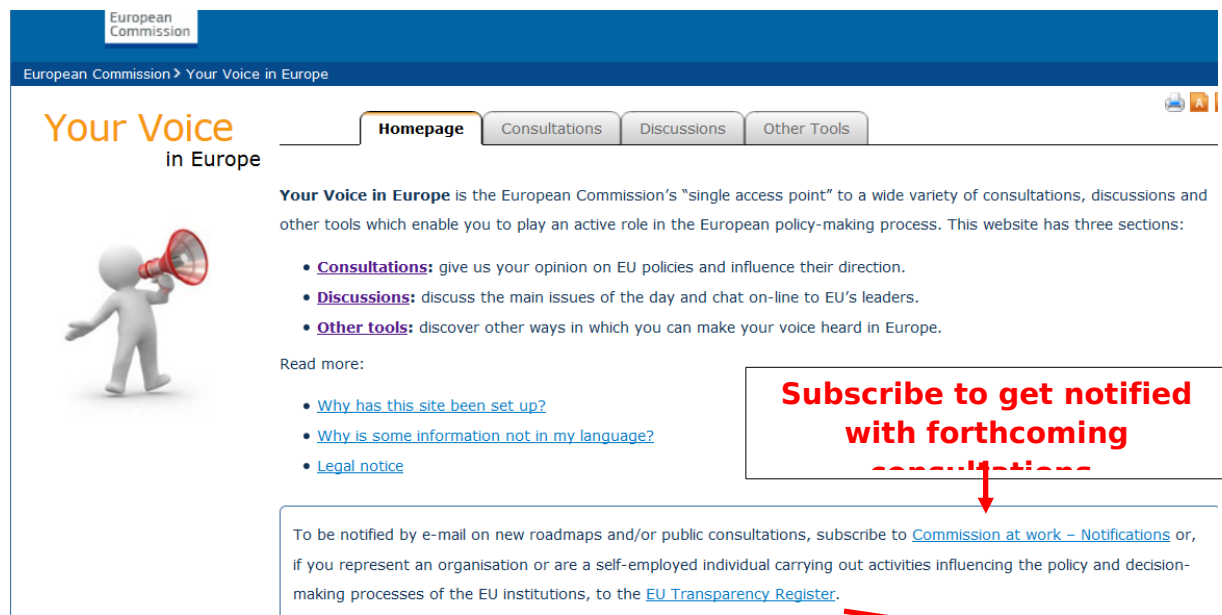 European
Commission
European Commission > Your Voice in Europe
Your Voice
in Europe
Homepage Consultations Discussions Other Tools
A
Your Voice in Europe is the European Commission's "single access point" to a wide variety of consultations, discussions and
other tools which enable you to play an active role in the European policy-making process. This website has three sections:
• Consultations: give us your opinion on EU policies and influence their direction.
• Discussions: discuss the main issues of the day and chat on-line to EU's leaders.
• Other tools: discover other ways in which you can make your voice heard in Europe.
Read more:
• Why has this site been set up?
• Why is some information not in my language?
• Legal notice
Subscribe to get notified
with forthcoming
consultations
To be notified by e-mail on new roadmaps and/or public consultations, subscribe to Commission at work – Notifications or,
if you represent an organisation or are a self-employed individual carrying out activities influencing the policy and decision-
making processes of the EU institutions, to the EU Transparency Register.